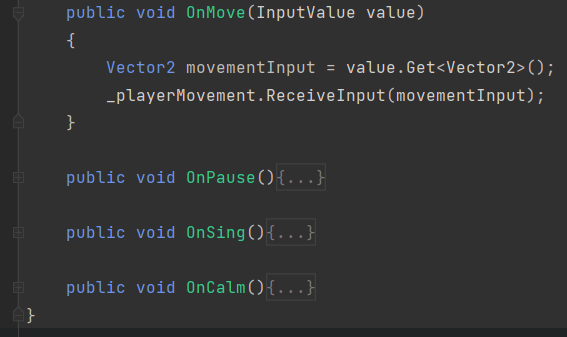 public void OnMove(InputValue value)
{
Vector2 movementInput = value.Get<Vector2>();
_playerMovement.ReceiveInput(movementInput);
}
public void OnPause(){...}
public void OnSing(){...}
public void OnCalm(){...}
}